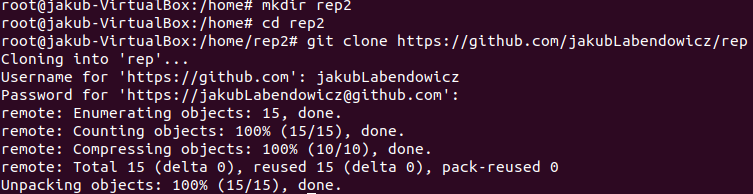 root@jakub-VirtualBox:/home# mkdir rep2
root@jakub-VirtualBox:/home# cd rep2
root@jakub-VirtualBox:/home/rep2# git clone https://github.com/jakubLabendowicz/rep
Cloning into 'rep'...
Username for 'https://github.com': jakubLabendowicz
Password for 'https://jakubLabendowicz@github.com':
remote: Enumerating objects: 15, done.
remote: Counting objects: 100% (15/15), done.
remote: Compressing objects: 100% (10/10), done.
remote: Total 15 (delta 0), reused 15 (delta 0), pack-reused 0
Unpacking objects: 100% (15/15), done.